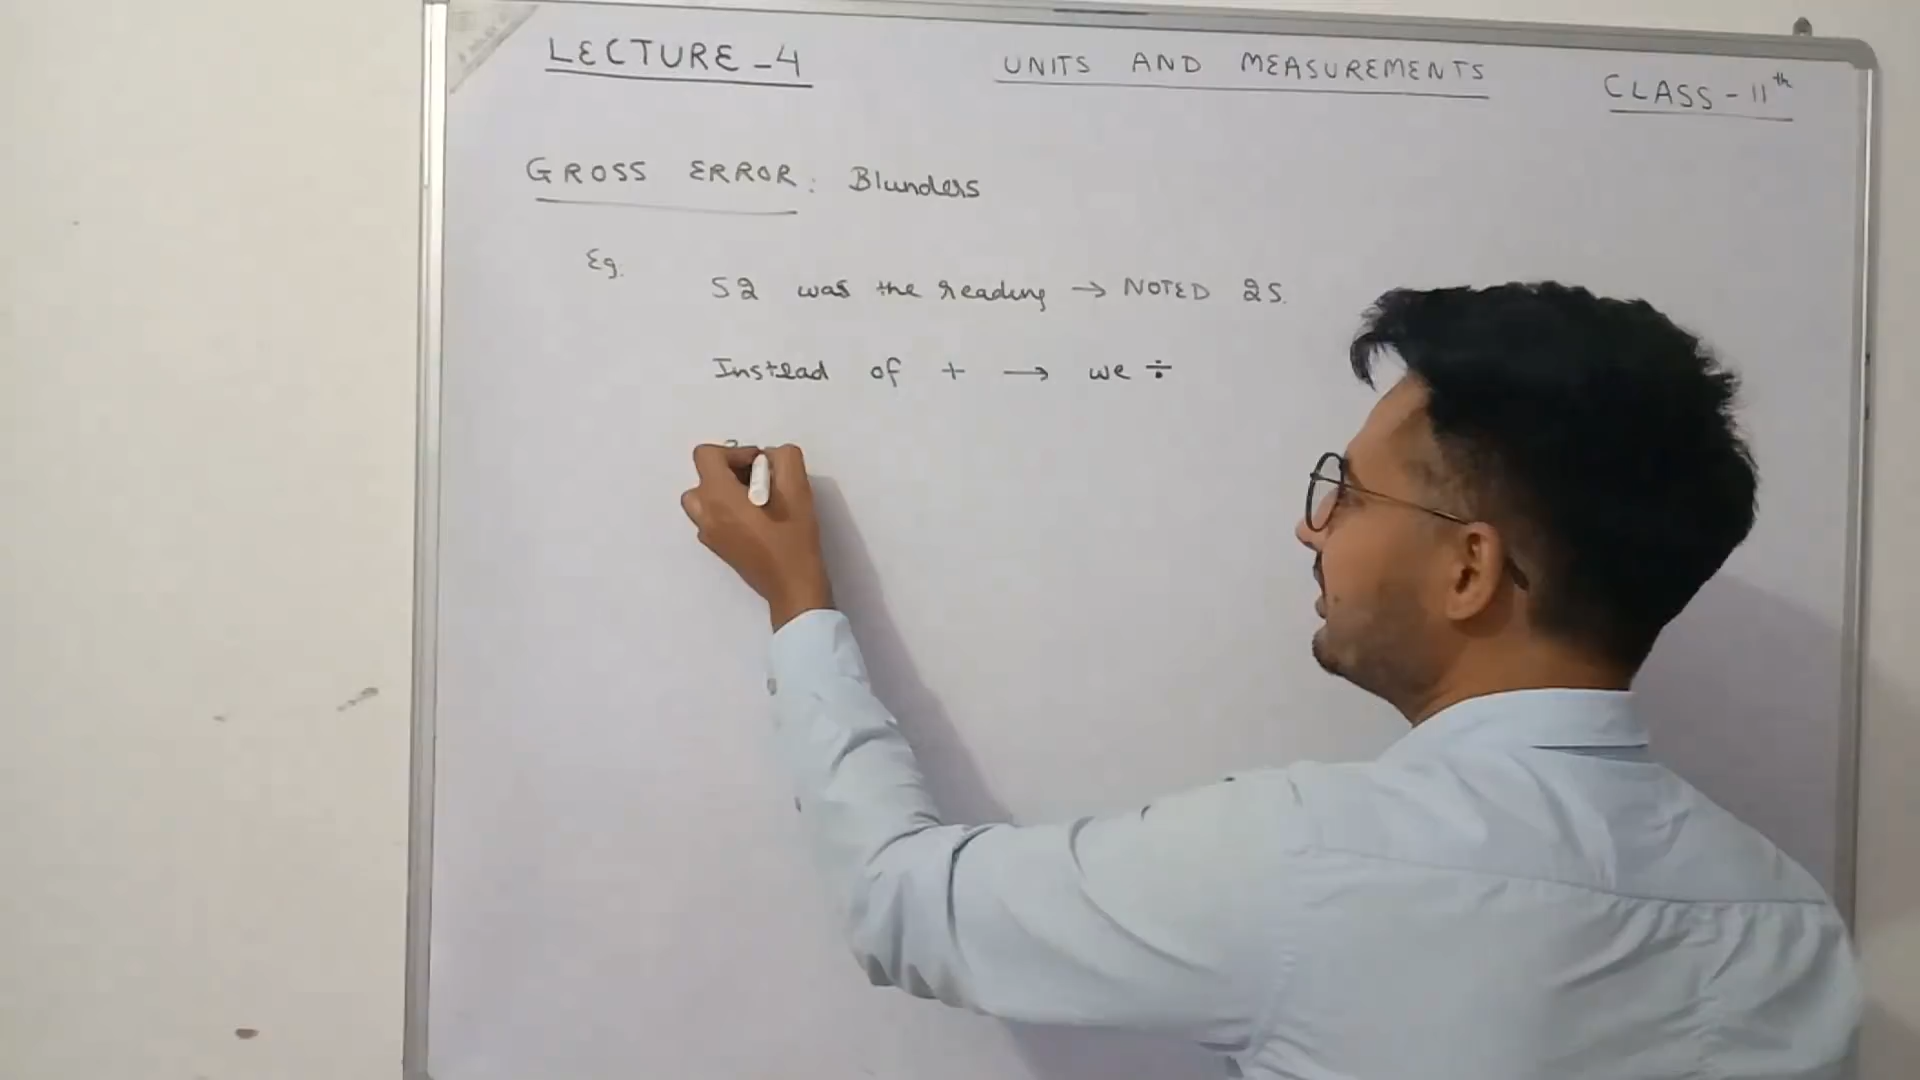 LECTURE - 4
UNITS AND MEASUREMENTS
CLASS - 11th
GROSS ERROR : Blunders
Eg.
52 was the reading → NOTED 25.
Instead of + → we ÷